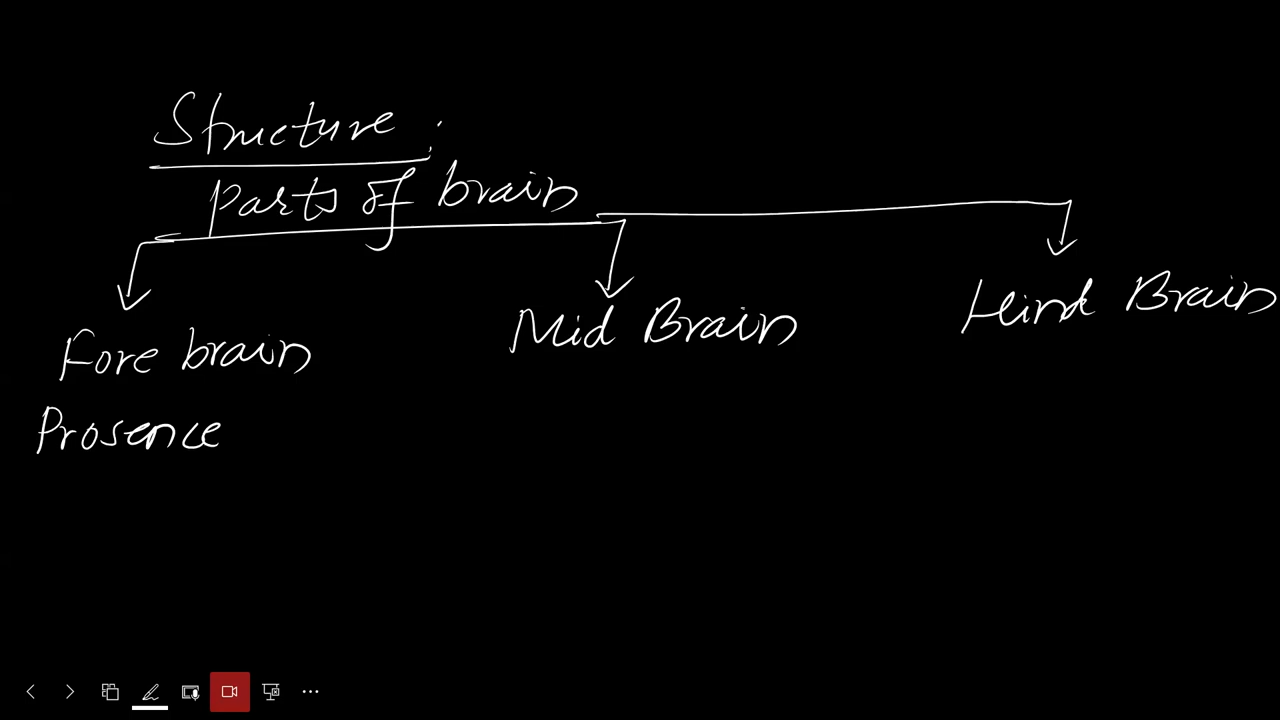 Structure :
Parts of brain
Fore brain
Mid Brain
Hind Brain
Prosence